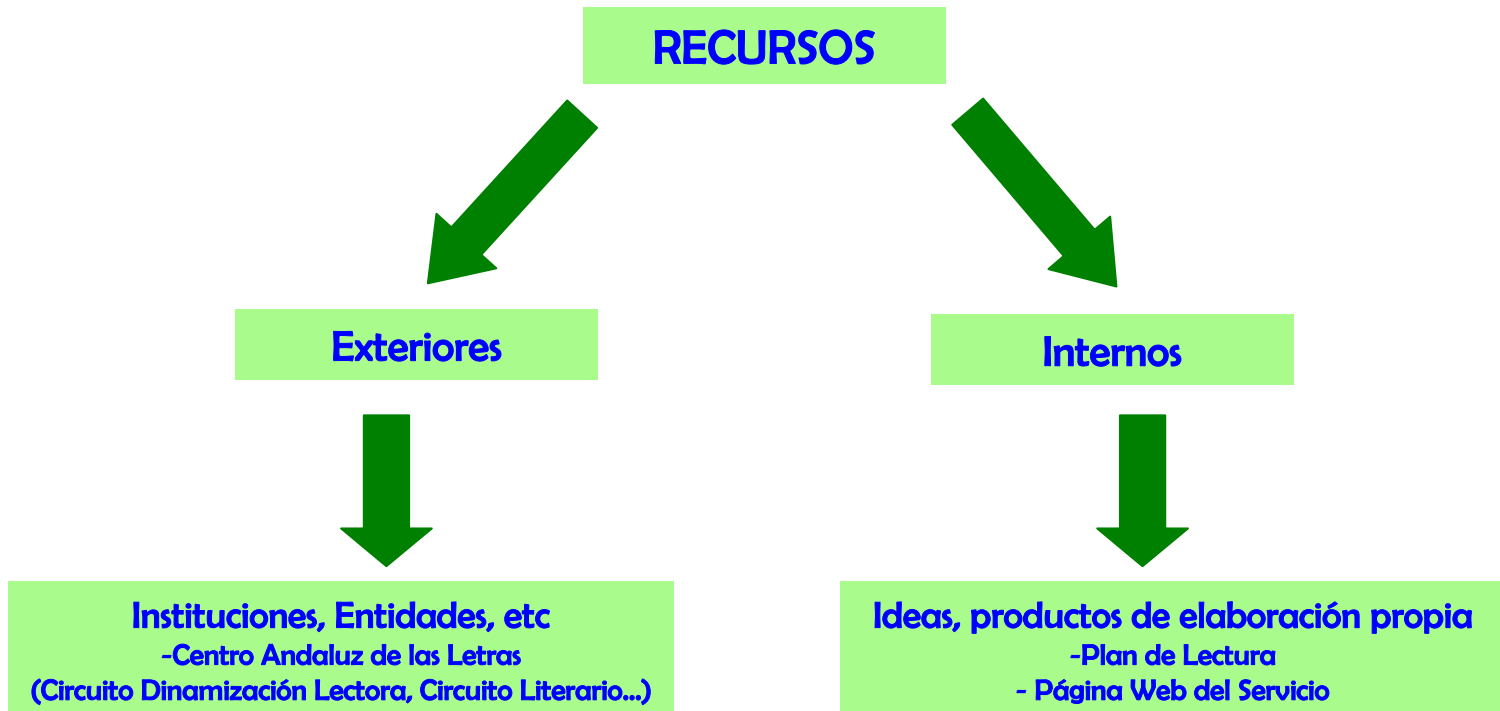 RECURSOS
Exteriores
Internos
Instituciones, Entidades, etc
-Centro Andaluz de las Letras
(Circuito Dinamización Lectora, Circuito Literario...)
Ideas, productos de elaboración propia
-Plan de Lectura
- Página Web del Servicio